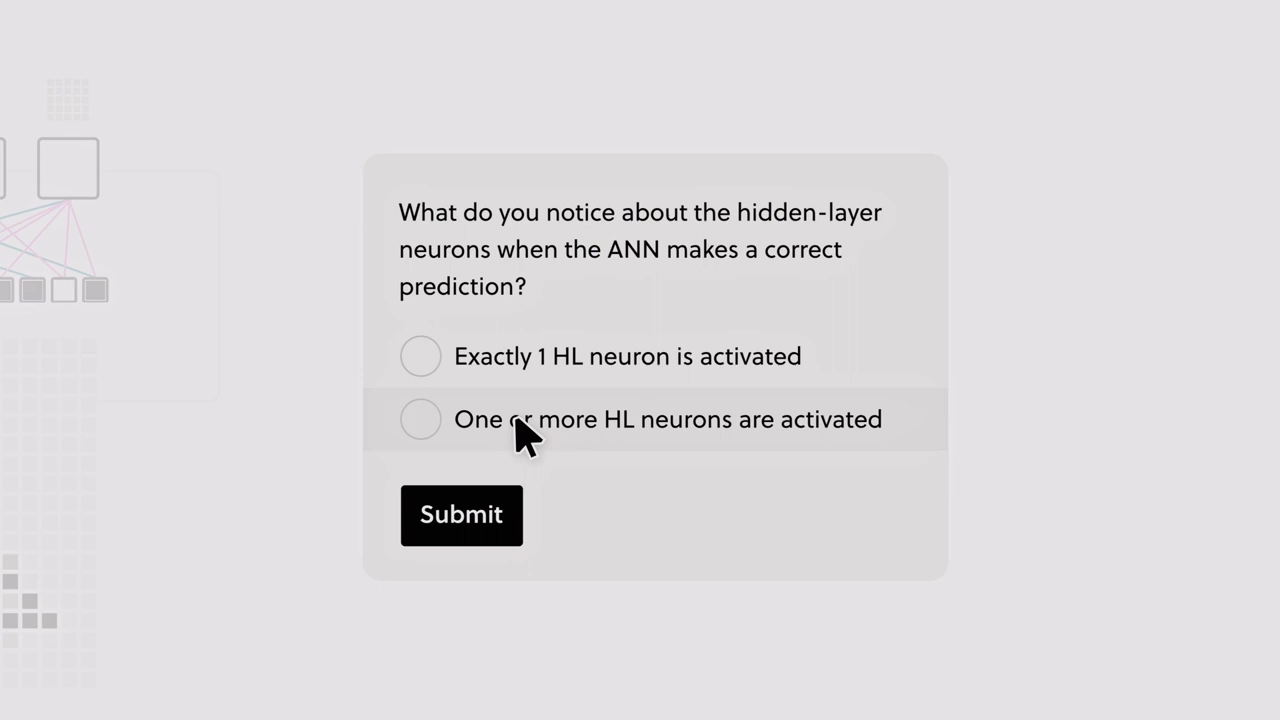 What do you notice about the hidden-layer
neurons when the ANN makes a correct
prediction?
Exactly 1 HL neuron is activated
One or more HL neurons are activated
Submit